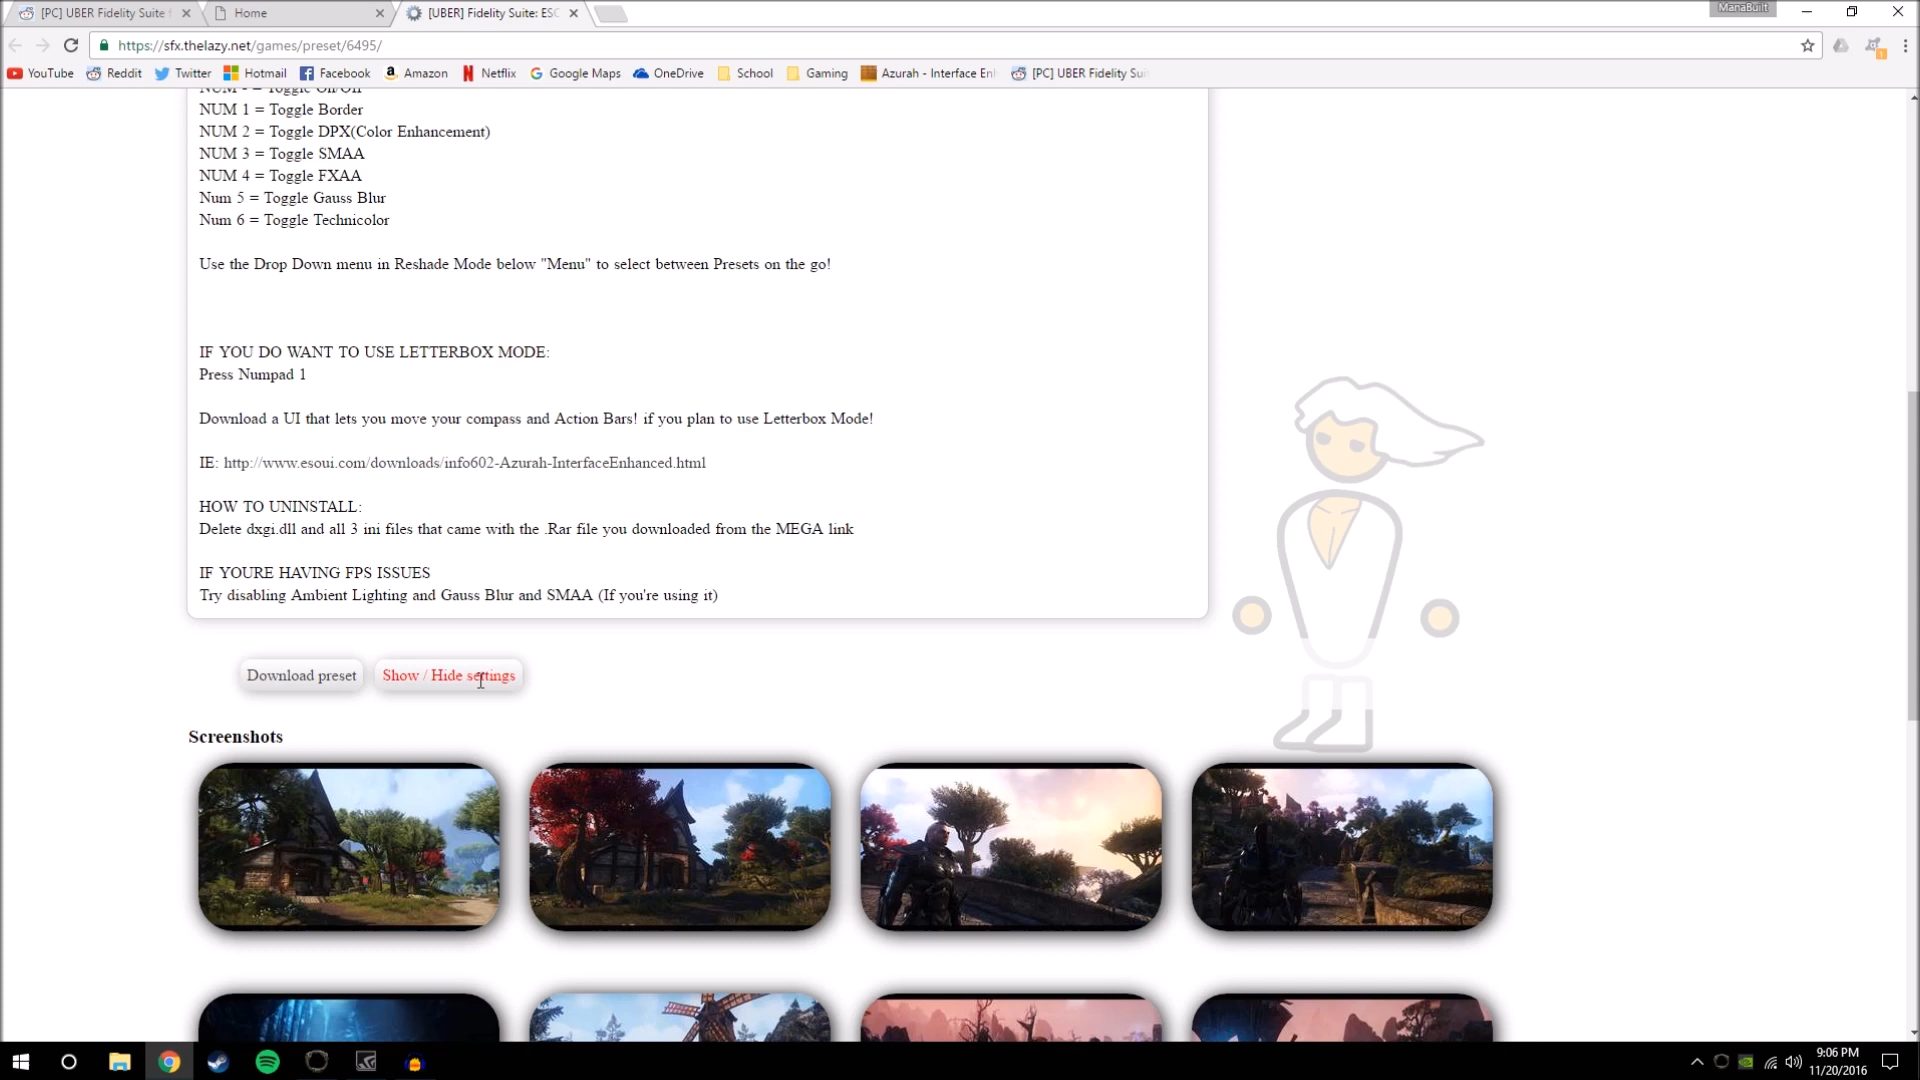 [PC] UBER Fidelity Suite
Home
[UBER] Fidelity Suite: ESO
ManaBuilt
https://sfx.thelazy.net/games/preset/6495/
YouTube
Reddit
Twitter
Hotmail
Facebook
Amazon
Netflix
Google Maps
OneDrive
School
Gaming
Azurah - Interface Enh
[PC] UBER Fidelity Sui
NUM - = Toggle On/Off
NUM 1 = Toggle Border
NUM 2 = Toggle DPX(Color Enhancement)
NUM 3 = Toggle SMAA
NUM 4 = Toggle FXAA
Num 5 = Toggle Gauss Blur
Num 6 = Toggle Technicolor
Use the Drop Down menu in Reshade Mode below "Menu" to select between Presets on the go!
IF YOU DO WANT TO USE LETTERBOX MODE:
Press Numpad 1
Download a UI that lets you move your compass and Action Bars! if you plan to use Letterbox Mode!
IE: http://www.esoui.com/downloads/info602-Azurah-InterfaceEnhanced.html
HOW TO UNINSTALL:
Delete dxgi.dll and all 3 ini files that came with the .Rar file you downloaded from the MEGA link
IF YOURE HAVING FPS ISSUES
Try disabling Ambient Lighting and Gauss Blur and SMAA (If you're using it)
Download preset
Show / Hide settings
Screenshots
9:06 PM
11/20/2016